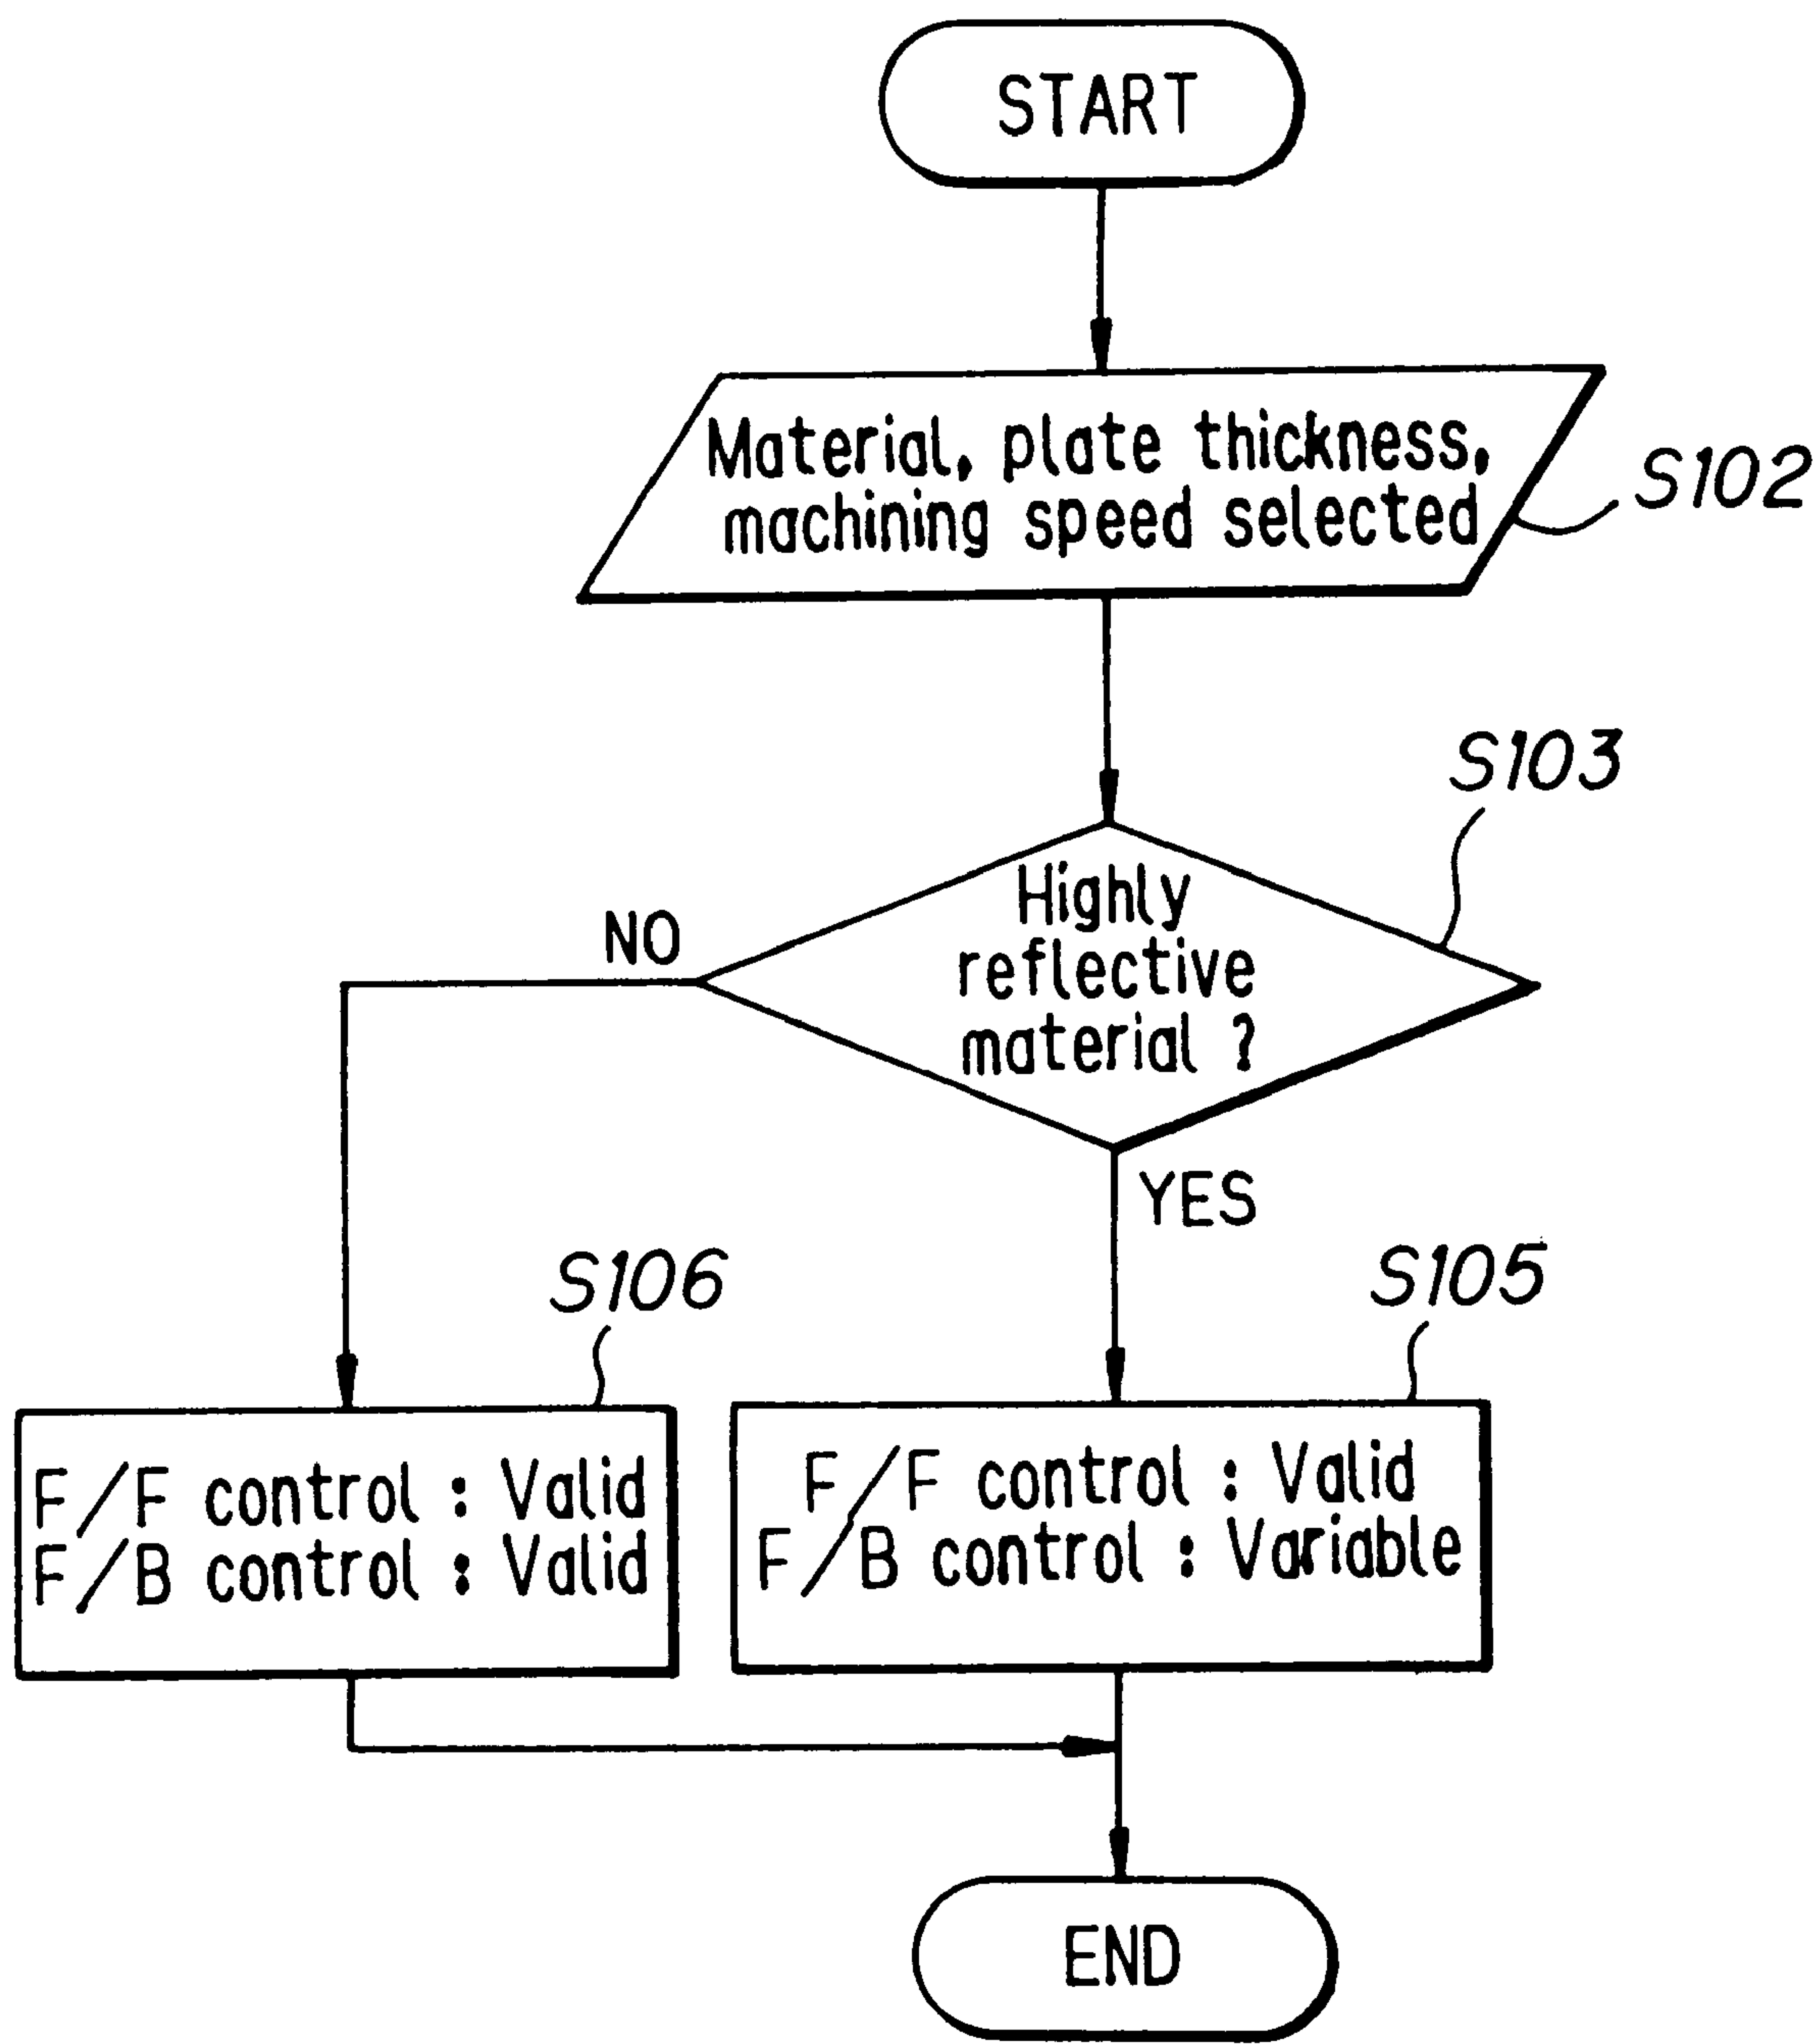 START
Material, plate thickness,
machining speed selected
S102
S103
Highly
reflective
material ?
NO
YES
S106
S105
F/F control : Valid
F/B control : Valid
F/F control : Valid
F/B control : Variable
END